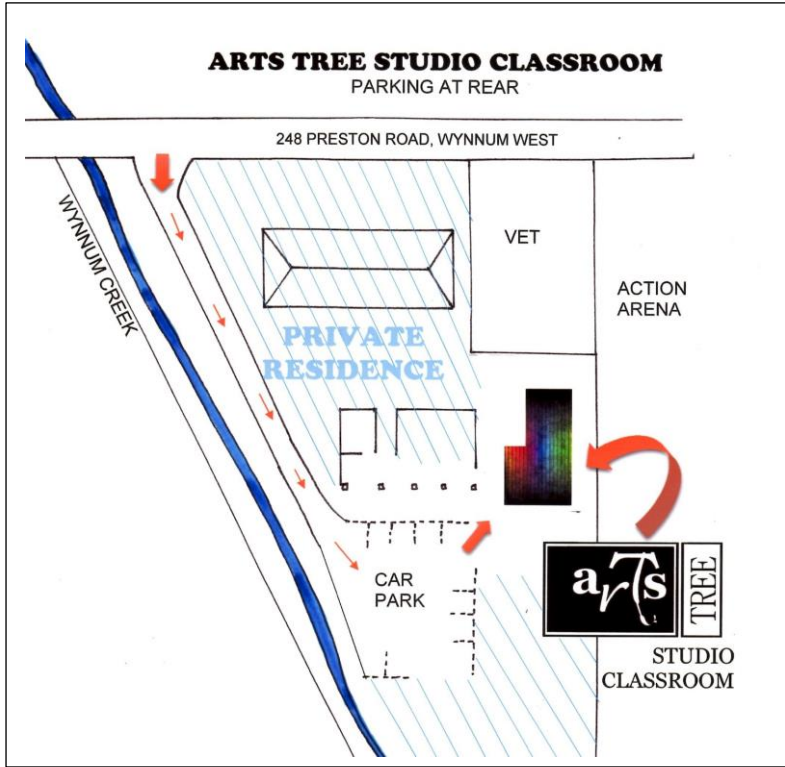 ARTS TREE STUDIO CLASSROOM
PARKING AT REAR
248 PRESTON ROAD, WYNNUM WEST
WYNNUM CREEK
VET
ACTION
ARENA
PRIVATE
RESIDENCE
CAR
PARK
arTs
TREE
STUDIO
CLASSROOM